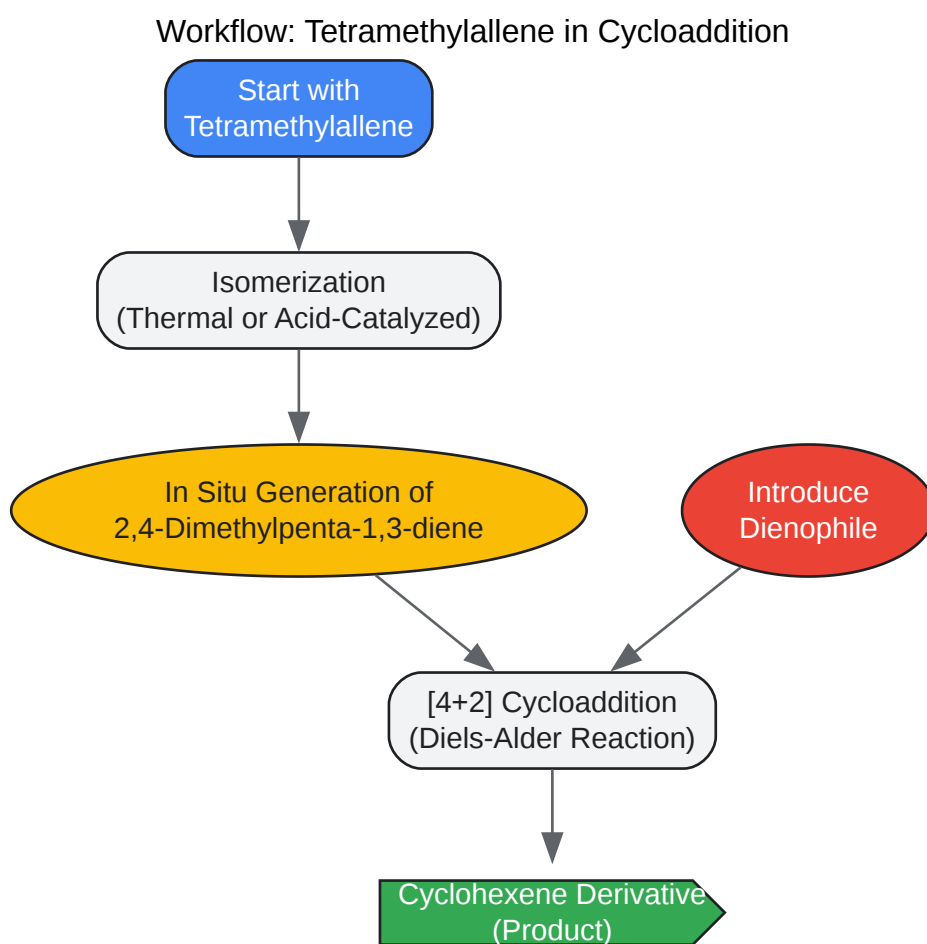 Workflow: Tetramethylallene in Cycloaddition
Start with
Tetramethylallene
Isomerization
(Thermal or Acid-Catalyzed)
In Situ Generation of
2,4-Dimethylpenta-1,3-diene
Introduce
Dienophile
[4+2] Cycloaddition
(Diels-Alder Reaction)
Cyclohexene Derivative
(Product)